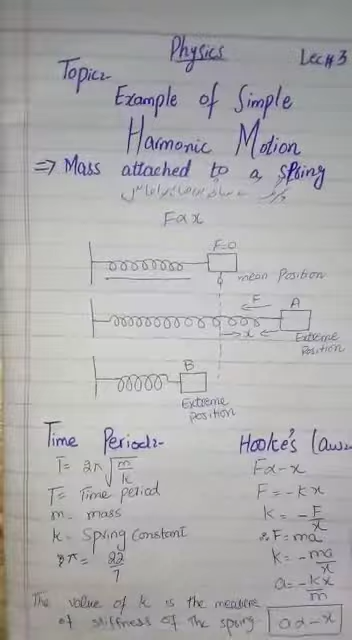 Physics
Lec# 3
Topic:-
Example of Simple
Harmonic Motion
⇒ Mass attached to a spring
F∝x
F=0
mean Position
F
A
x
Extreme Position
B
Extreme position
Time Period:-
T= 2π√m/k
T= Time period
m- mass
k- Spring Constant
π= 22/7
The value of k is the measure
of stiffness of the spring
Hooke's Law:-
F∝-x
F=-kx
k= -F/x
∴F=ma
k= -ma/x
a= -kx/m
a∝-x